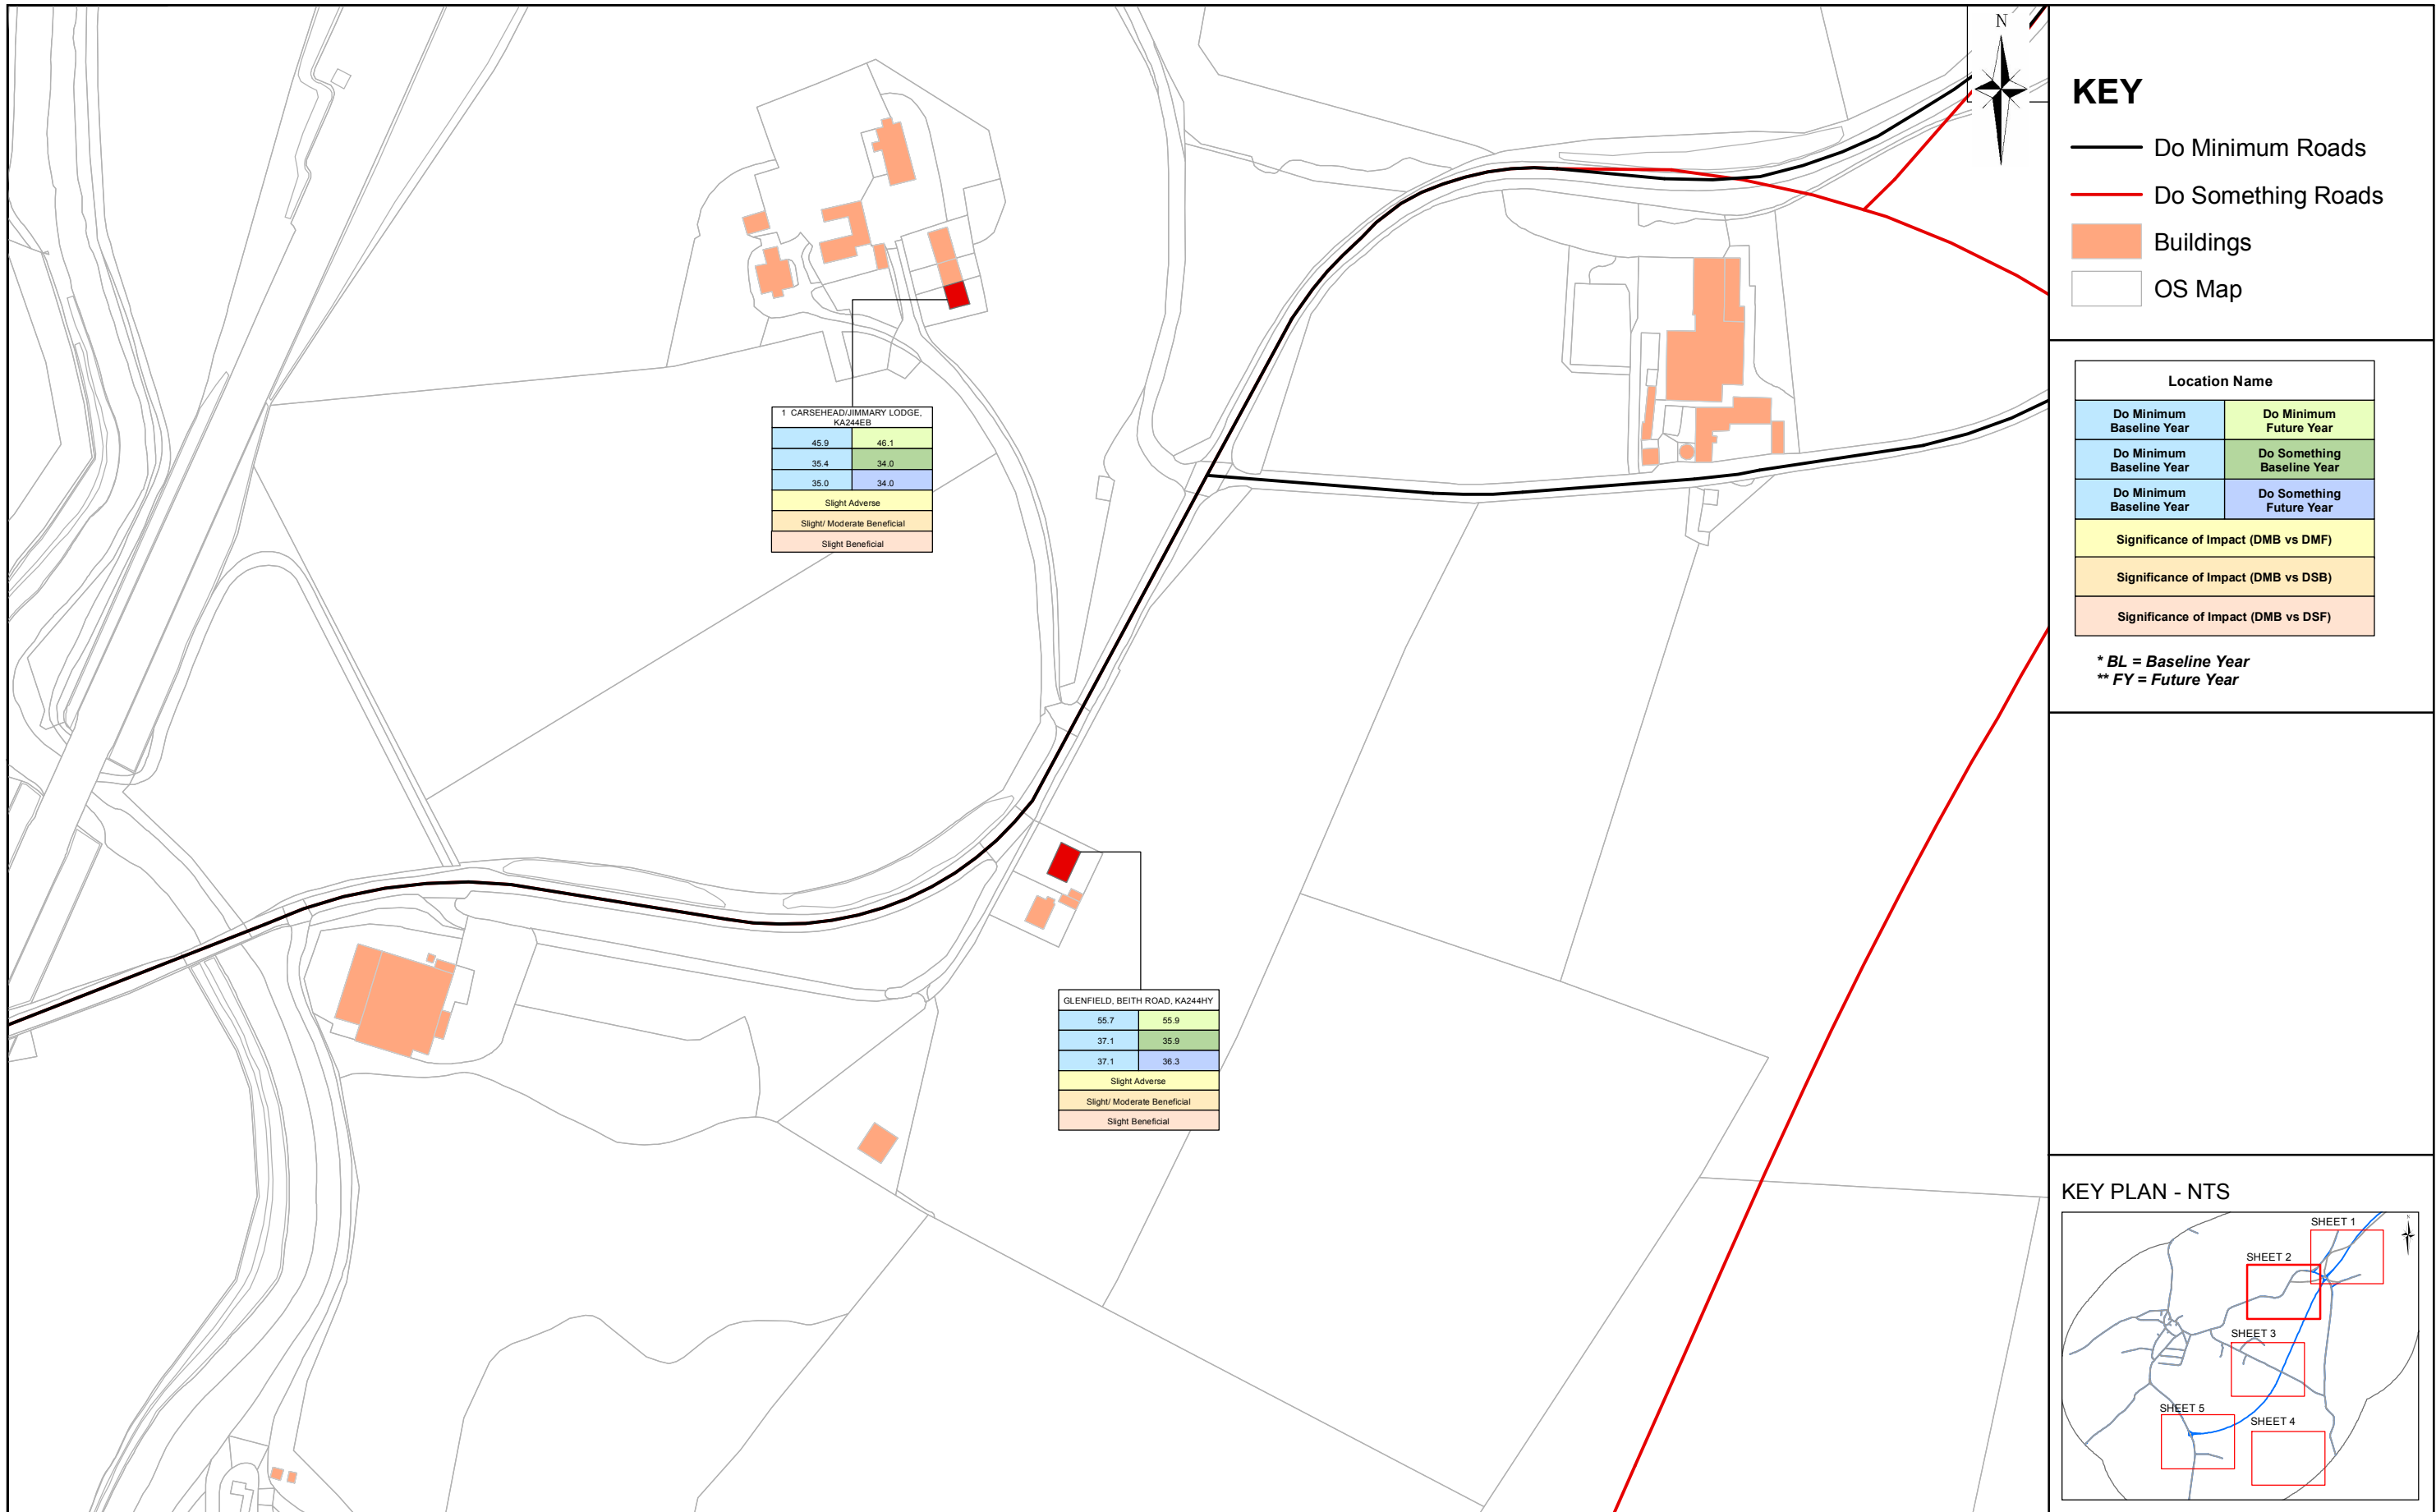 N
1 CARSEHEAD/JIMMARY LODGE,
KA244EB
45.9 46.1
35.4 34.0
35.0 34.0
Slight Adverse
Slight/ Moderate Beneficial
Slight Beneficial
GLENFIELD, BEITH ROAD, KA244HY
55.7 55.9
37.1 35.9
37.1 36.3
Slight Adverse
Slight/ Moderate Beneficial
Slight Beneficial
KEY
Do Minimum Roads
Do Something Roads
Buildings
OS Map
Location Name
Do Minimum
Baseline Year
Do Minimum
Future Year
Do Minimum
Baseline Year
Do Something
Baseline Year
Do Minimum
Baseline Year
Do Something
Future Year
Significance of Impact (DMB vs DMF)
Significance of Impact (DMB vs DSB)
Significance of Impact (DMB vs DSF)
* BL = Baseline Year
** FY = Future Year
KEY PLAN - NTS
SHEET 1
SHEET 2
SHEET 3
SHEET 5
SHEET 4